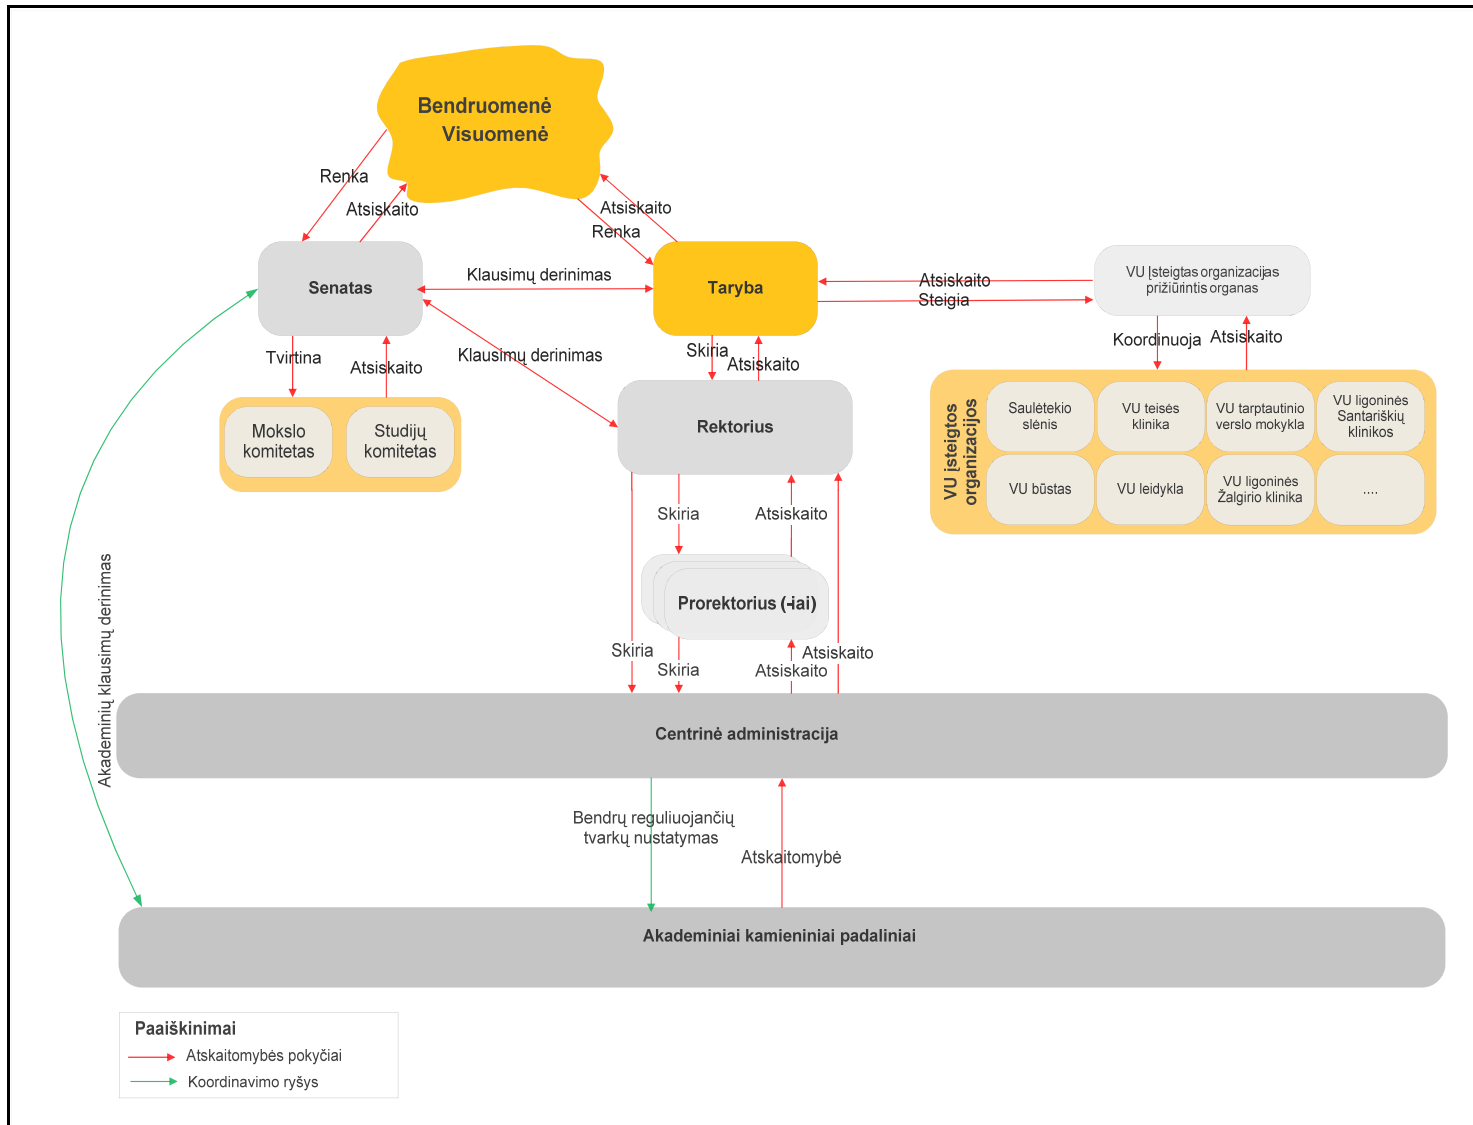 Bendruomenė
Visuomenė
Renka
Atsiskaito
Atsiskaito
Renka
Senatas
Klausimų derinimas
Taryba
Atsiskaito
Steigia
VU Įsteigtas organizacijas
prižiūrintis organas
Tvirtina
Atsiskaito
Klausimų derinimas
Skiria
Atsiskaito
Koordinuoja
Atsiskaito
Mokslo
komitetas
Studijų
komitetas
Rektorius
VU įsteigtos
organizacijos
Saulėtekio
slėnis
VU teisės
klinika
VU tarptautinio
verslo mokykla
VU ligoninės
Santariškių
klinikos
VU būstas
VU leidykla
VU ligoninės
Žalgirio klinika
....
Skiria
Atsiskaito
Prorektorius (-iai)
Skiria
Skiria
Atsiskaito
Atsiskaito
Akademinių klausimų derinimas
Centrinė administracija
Bendrų reguliuojančių
tvarkų nustatymas
Atskaitomybė
Akademiniai kamieniniai padaliniai
Paaiškinimai
Atskaitomybės pokyčiai
Koordinavimo ryšys